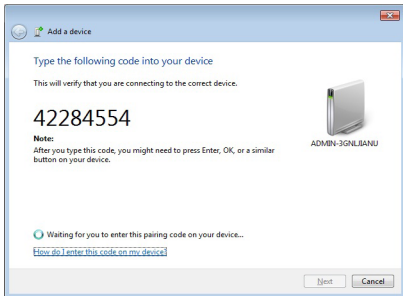 Add a device
Type the following code into your device
This will verify that you are connecting to the correct device.
42284554
Note:
After you type this code, you might need to press Enter, OK, or a similar
button on your device.
ADMIN-3GNLJIANU
Waiting for you to enter this pairing code on your device...
How do I enter this code on my device?
Next
Cancel